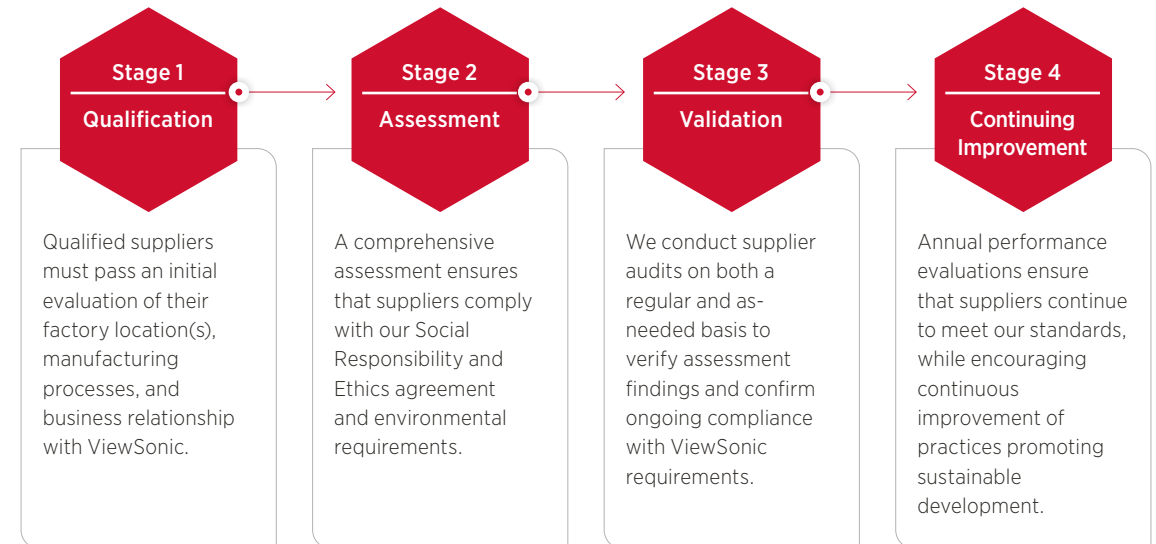 Stage 1
Qualification
Qualified suppliers
must pass an initial
evaluation of their
factory location(s),
manufacturing
processes, and
business relationship
with ViewSonic.
Stage 2
Assessment
A comprehensive
assessment ensures
that suppliers comply
with our Social
Responsibility and
Ethics agreement
and environmental
requirements.
Stage 3
Validation
We conduct supplier
audits on both a
regular and as-
needed basis to
verify assessment
findings and confirm
ongoing compliance
with ViewSonic
requirements.
Stage 4
Continuing
Improvement
Annual performance
evaluations ensure
that suppliers continue
to meet our standards,
while encouraging
continuous
improvement of
practices promoting
sustainable
development.